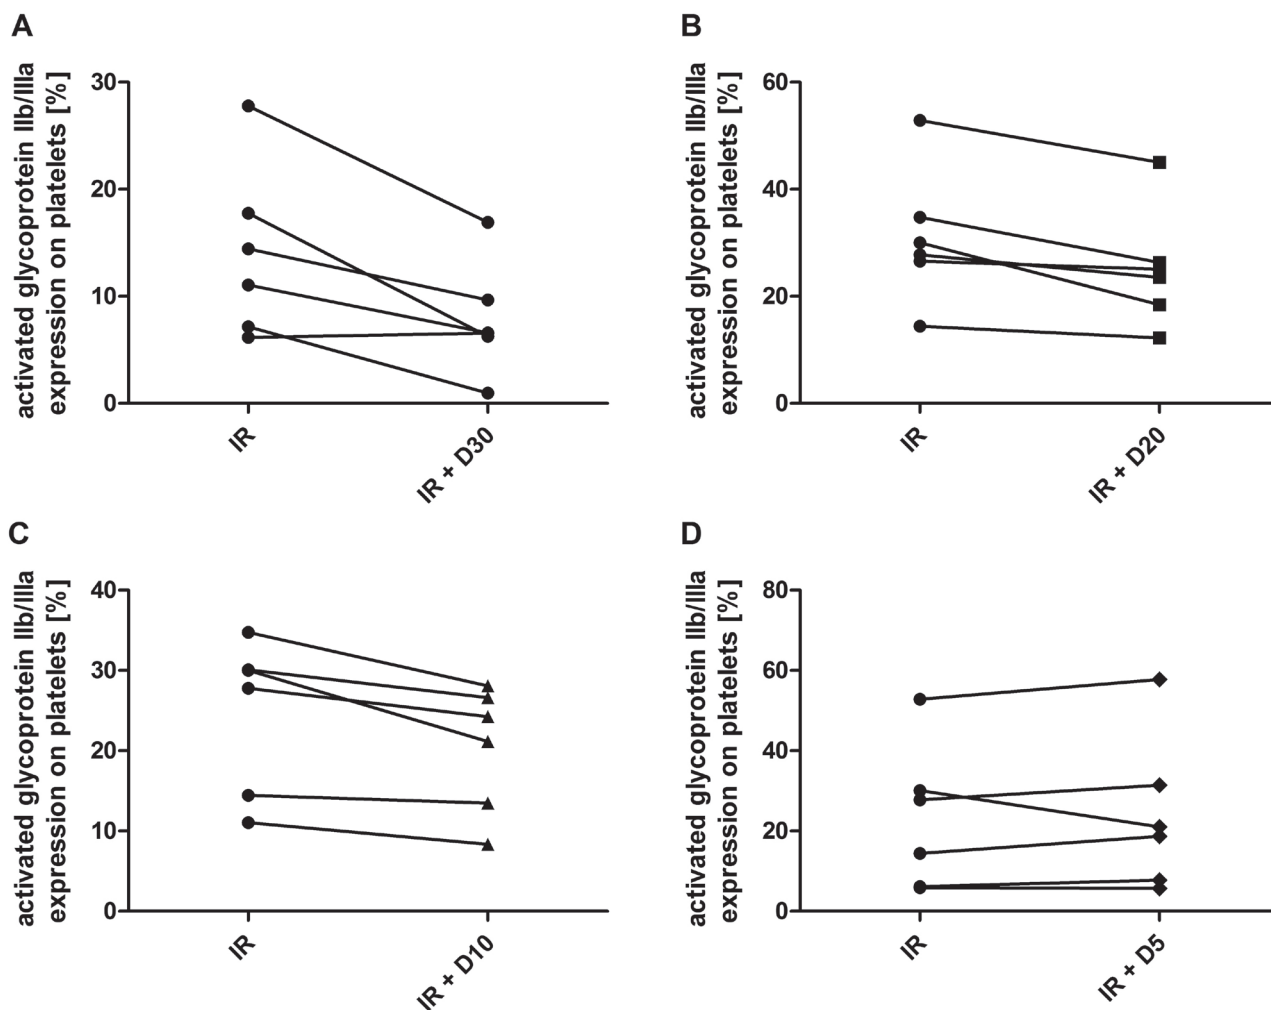 A
activated glycoprotein IIb/IIIa
expression on platelets [%]
30
20
10
0
IR
IR + D30
B
activated glycoprotein IIb/IIIa
expression on platelets [%]
60
40
20
0
IR
IR + D20
C
activated glycoprotein IIb/IIIa
expression on platelets [%]
40
30
20
10
0
IR
IR + D10
D
activated glycoprotein IIb/IIIa
expression on platelets [%]
80
60
40
20
0
IR
IR + D5